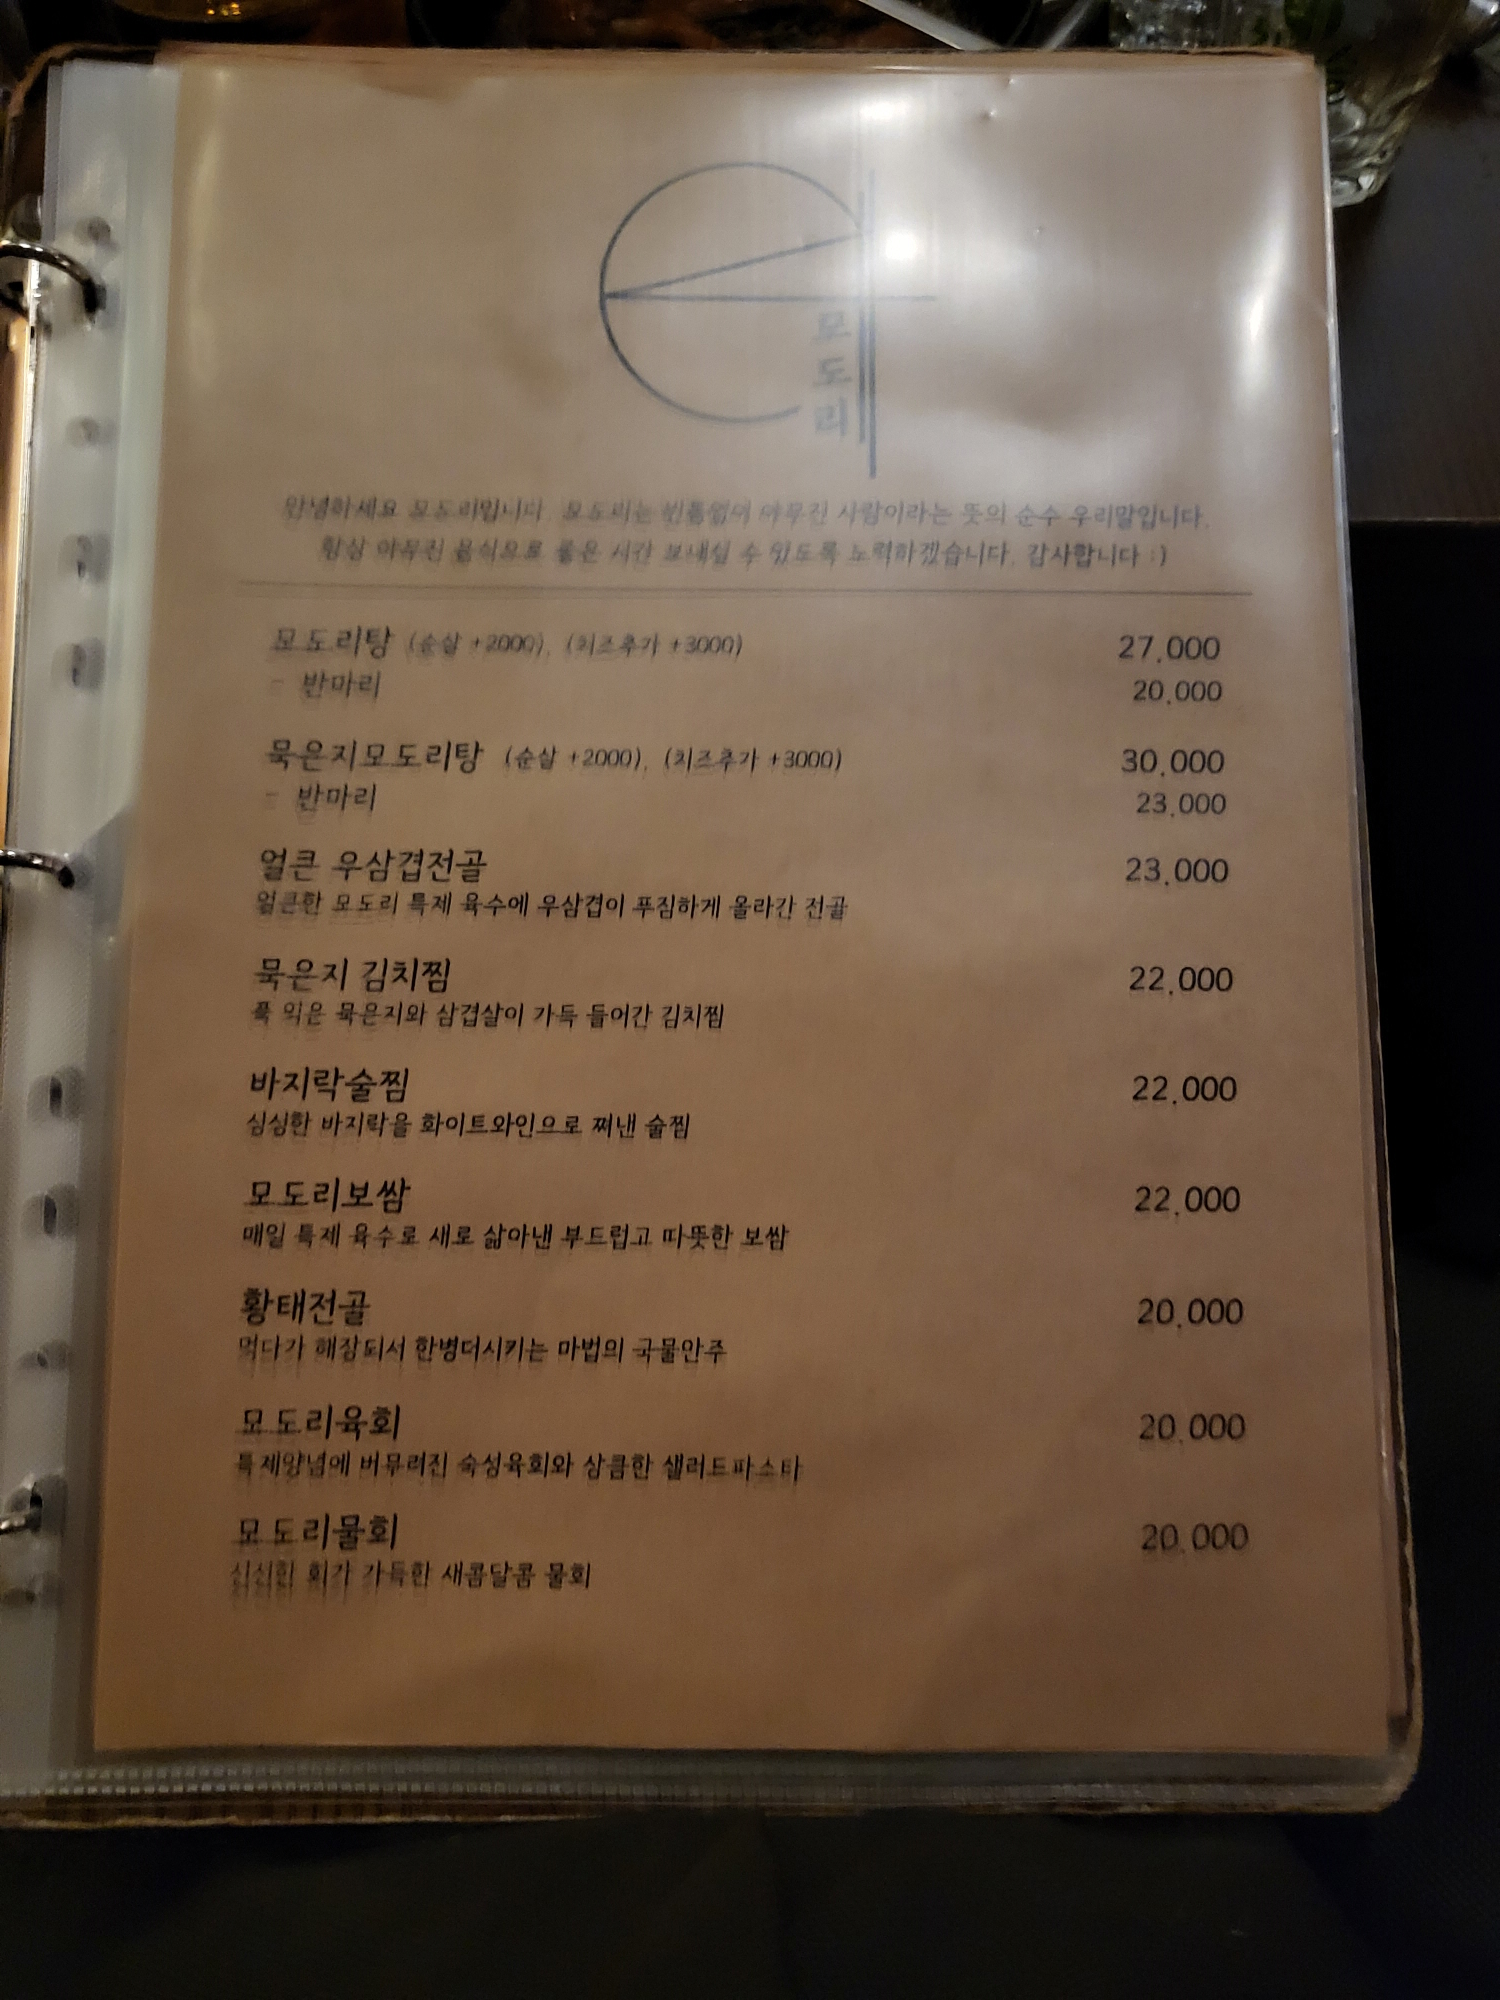 모도리
안녕하세요 모도리입니다. 모도리는 빈틈없이 야무진 사람이라는 뜻의 순수 우리말입니다.
항상 야무진 음식으로 좋은 시간 보내실 수 있도록 노력하겠습니다. 감사합니다 :)
모도리탕 (순살 +2000), (치즈추가 +3000) 27,000
- 반마리 20,000
묵은지모도리탕 (순살 +2000), (치즈추가 +3000) 30,000
- 반마리 23,000
얼큰 우삼겹전골 23,000
얼큰한 모도리 특제 육수에 우삼겹이 푸짐하게 올라간 전골
묵은지 김치찜 22,000
푹 익은 묵은지와 삼겹살이 가득 들어간 김치찜
바지락술찜 22,000
싱싱한 바지락을 화이트와인으로 쪄낸 술찜
모도리보쌈 22,000
매일 특제 육수로 새로 삶아낸 부드럽고 따뜻한 보쌈
황태전골 20,000
먹다가 해장되서 한병더시키는 마법의 국물안주
모도리육회 20,000
특제양념에 버무려진 숙성육회와 상큼한 샐러드파스타
모도리물회 20,000
싱싱한 회가 가득한 새콤달콤 물회